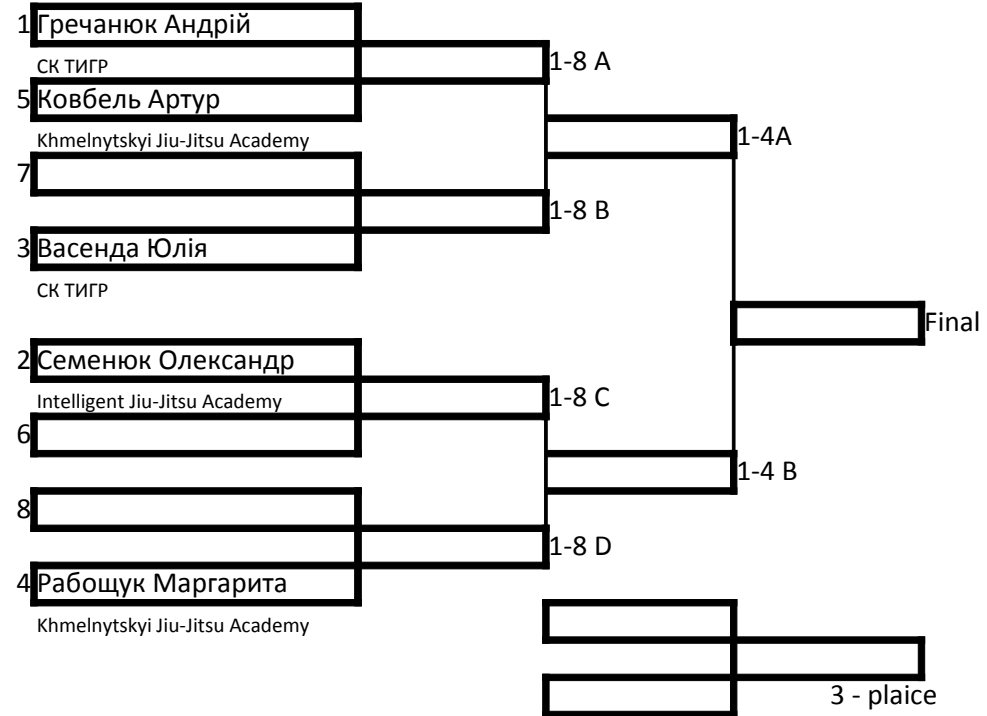 1 Гречанюк Андрій
СК ТИГР
1-8 A
5 Ковбель Артур
Khmelnytskyi Jiu-Jitsu Academy
1-4A
7
1-8 B
3 Васенда Юлія
СК ТИГР
Final
2 Семенюк Олександр
Intelligent Jiu-Jitsu Academy
1-8 C
6
1-4 B
8
1-8 D
4 Рабощук Маргарита
Khmelnytskyi Jiu-Jitsu Academy
3 - plaice